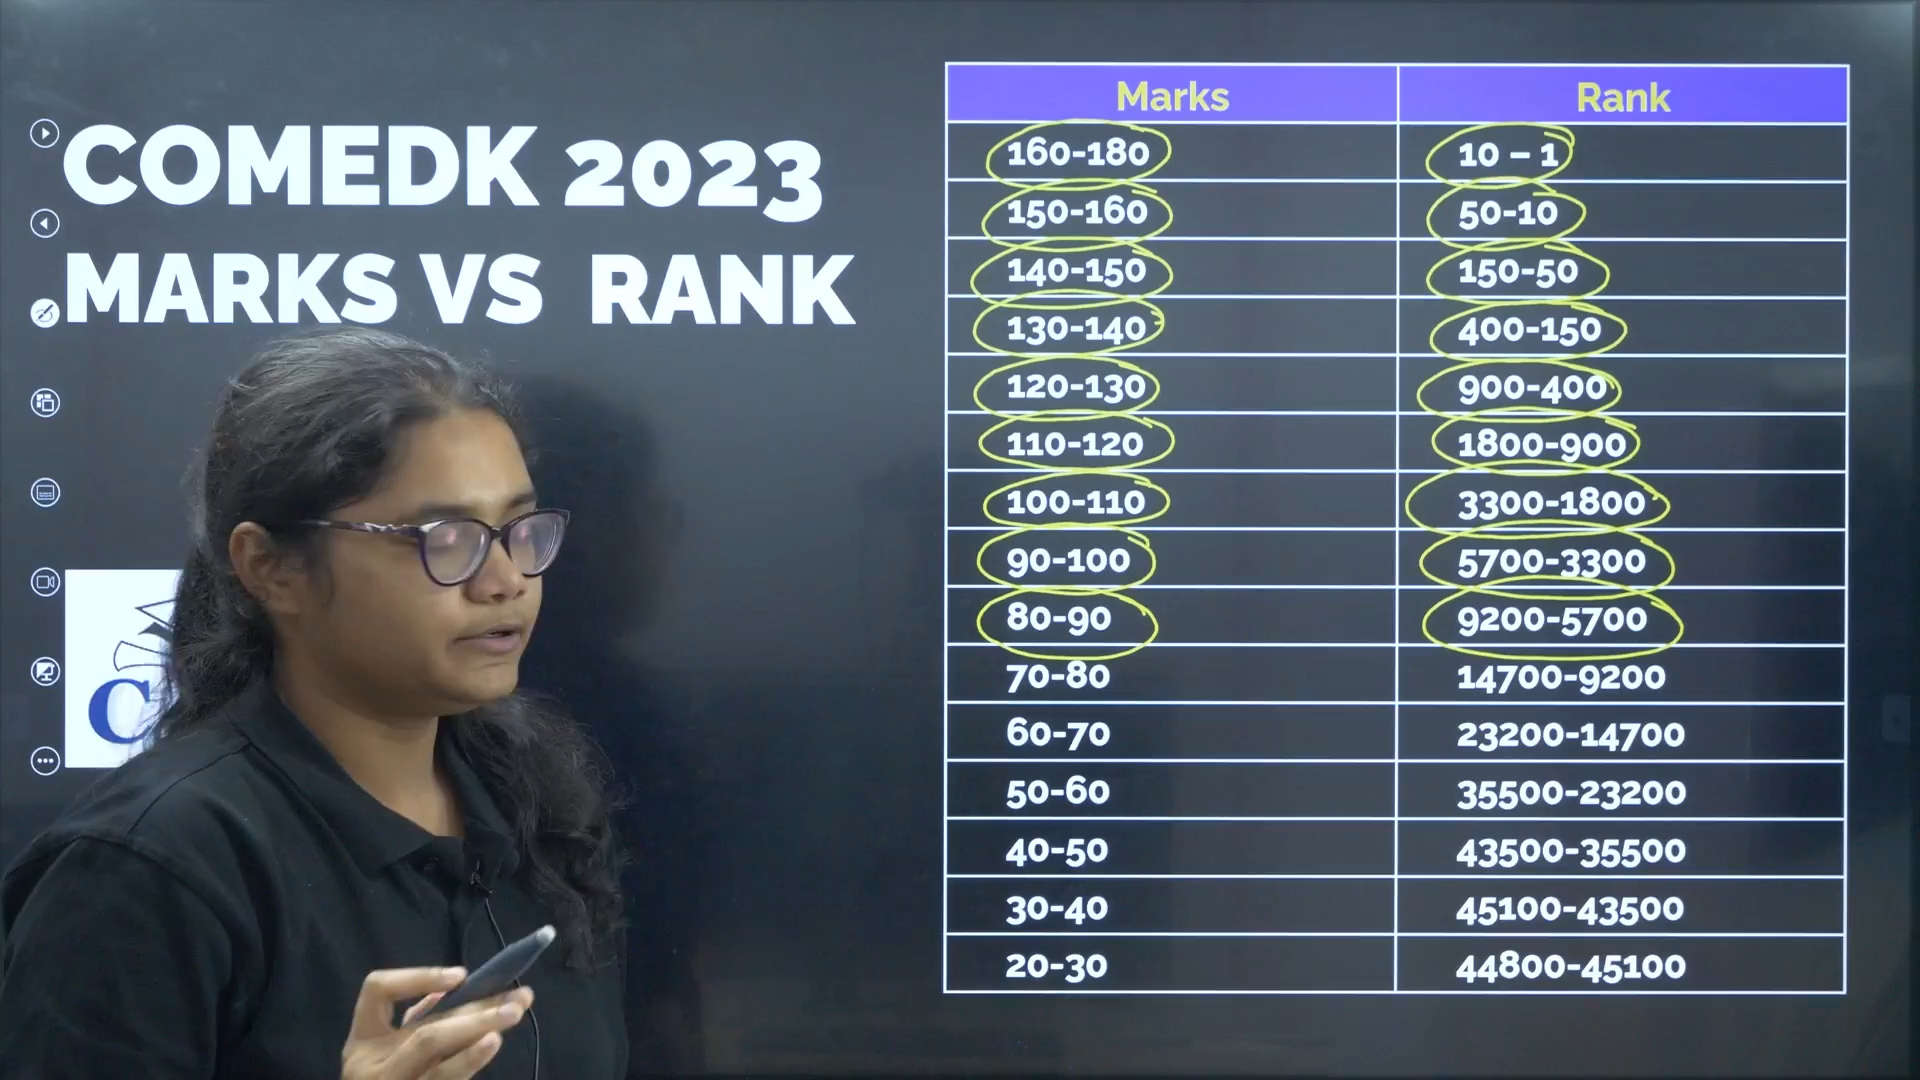 COMEDK 2023
MARKS VS RANK
C
Marks Rank
160-180 10 – 1
150-160 50-10
140-150 150-50
130-140 400-150
120-130 900-400
110-120 1800-900
100-110 3300-1800
90-100 5700-3300
80-90 9200-5700
70-80 14700-9200
60-70 23200-14700
50-60 35500-23200
40-50 43500-35500
30-40 45100-43500
20-30 44800-45100